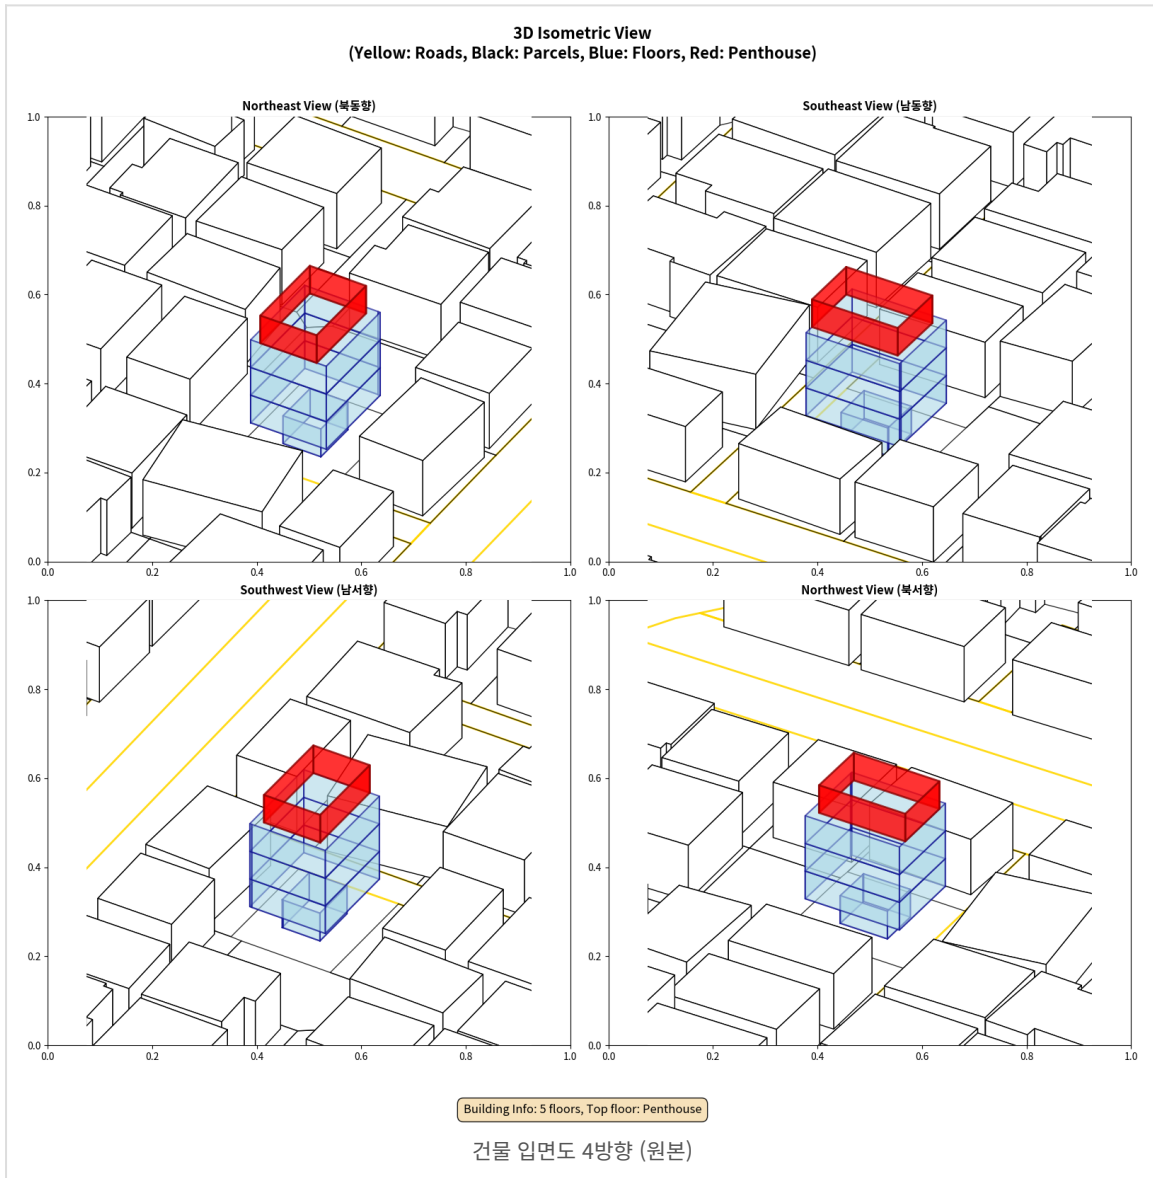 3D Isometric View
(Yellow: Roads, Black: Parcels, Blue: Floors, Red: Penthouse)
Northeast View (북동향)
1.0
0.8
0.6
0.4
0.2
0.0
0.0 0.2 0.4 0.6 0.8 1.0
Southeast View (남동향)
1.0
0.8
0.6
0.4
0.2
0.0
0.0 0.2 0.4 0.6 0.8 1.0
Southwest View (남서향)
1.0
0.8
0.6
0.4
0.2
0.0
0.0 0.2 0.4 0.6 0.8 1.0
Northwest View (북서향)
1.0
0.8
0.6
0.4
0.2
0.0
0.0 0.2 0.4 0.6 0.8 1.0
Building Info: 5 floors, Top floor: Penthouse
건물 입면도 4방향 (원본)